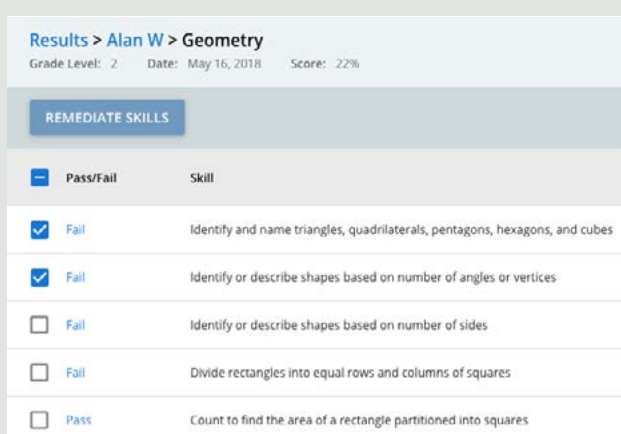 Results > Alan W > Geometry
Grade Level: 2 Date: May 16, 2018 Score: 22%
REMEDIATE SKILLS
Pass/Fail Skill
Fail Identify and name triangles, quadrilaterals, pentagons, hexagons, and cubes
Fail Identify or describe shapes based on number of angles or vertices
Fail Identify or describe shapes based on number of sides
Fail Divide rectangles into equal rows and columns of squares
Pass Count to find the area of a rectangle partitioned into squares